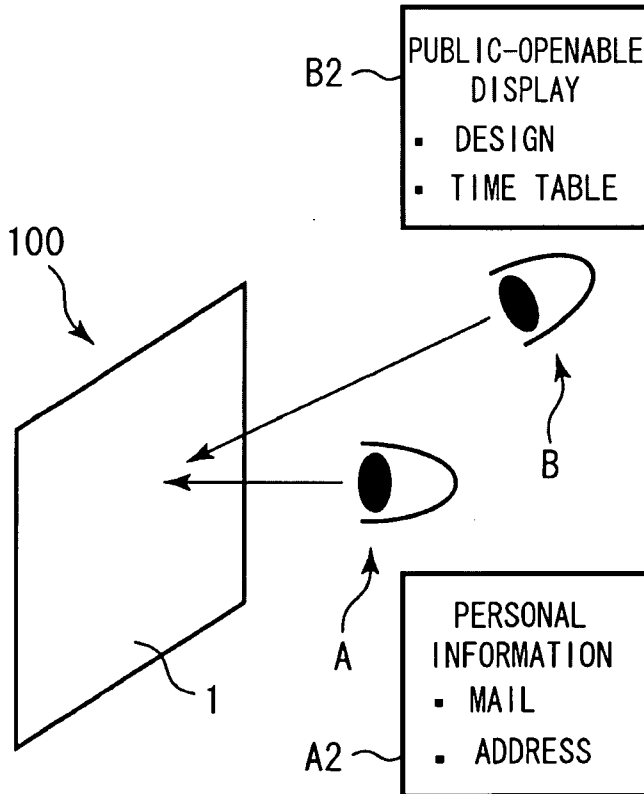 PUBLIC-OPENABLE
DISPLAY
▪ DESIGN
▪ TIME TABLE
B2
100
B
A
1
PERSONAL
INFORMATION
▪ MAIL
▪ ADDRESS
A2